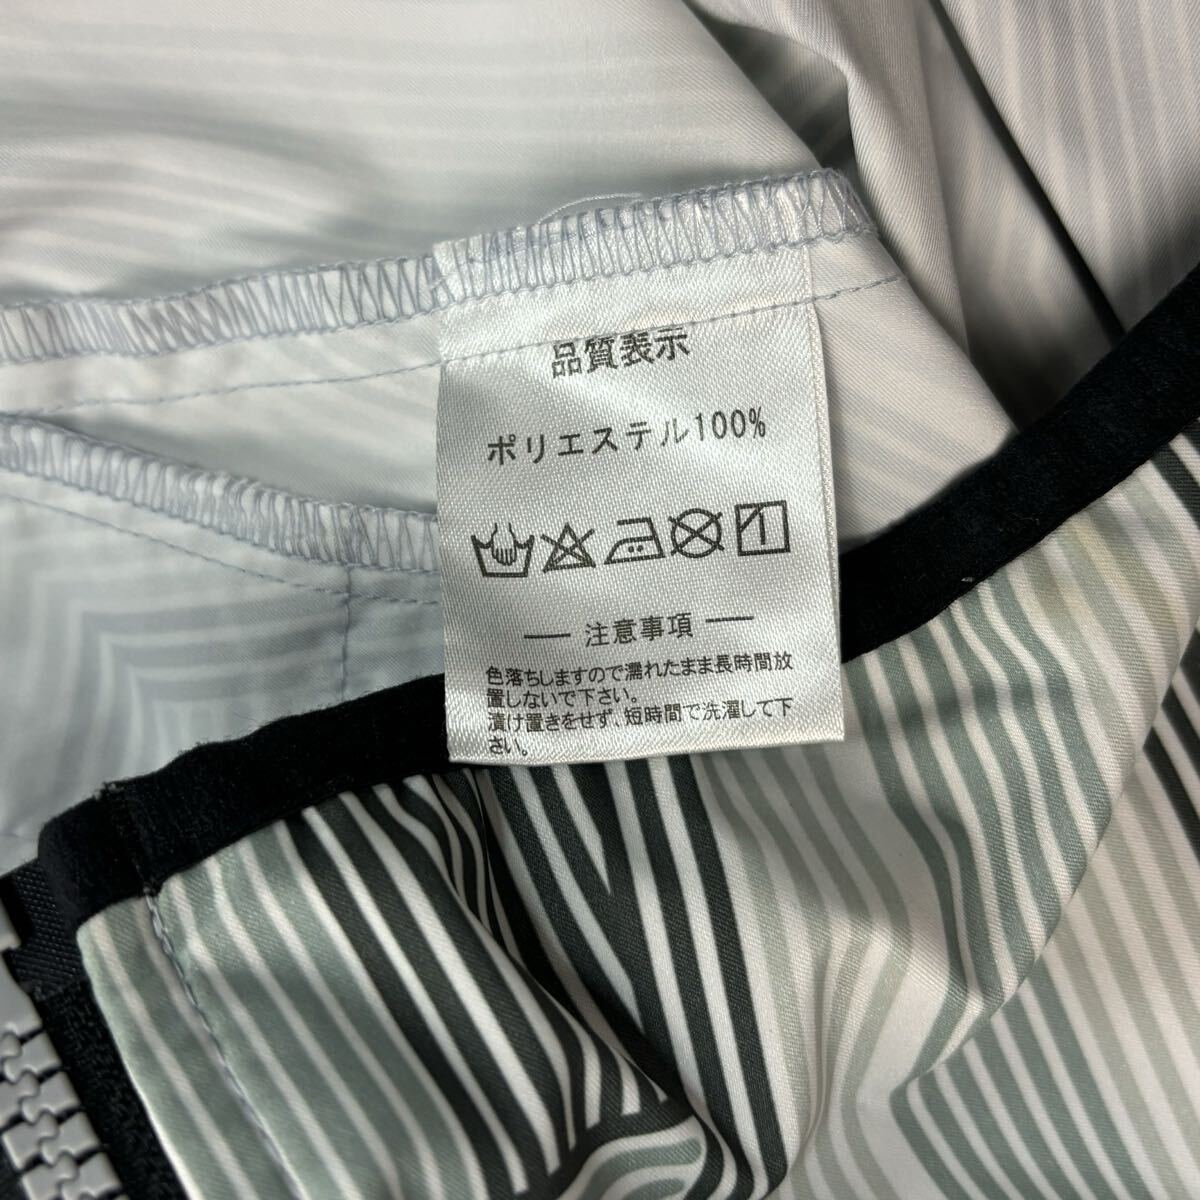 品質表示
ポリエステル100%
注意事項
色落ちしますので濡れたまま長時間放
置しないで下さい。
漬け置きをせず、短時間で洗濯して下
さい。